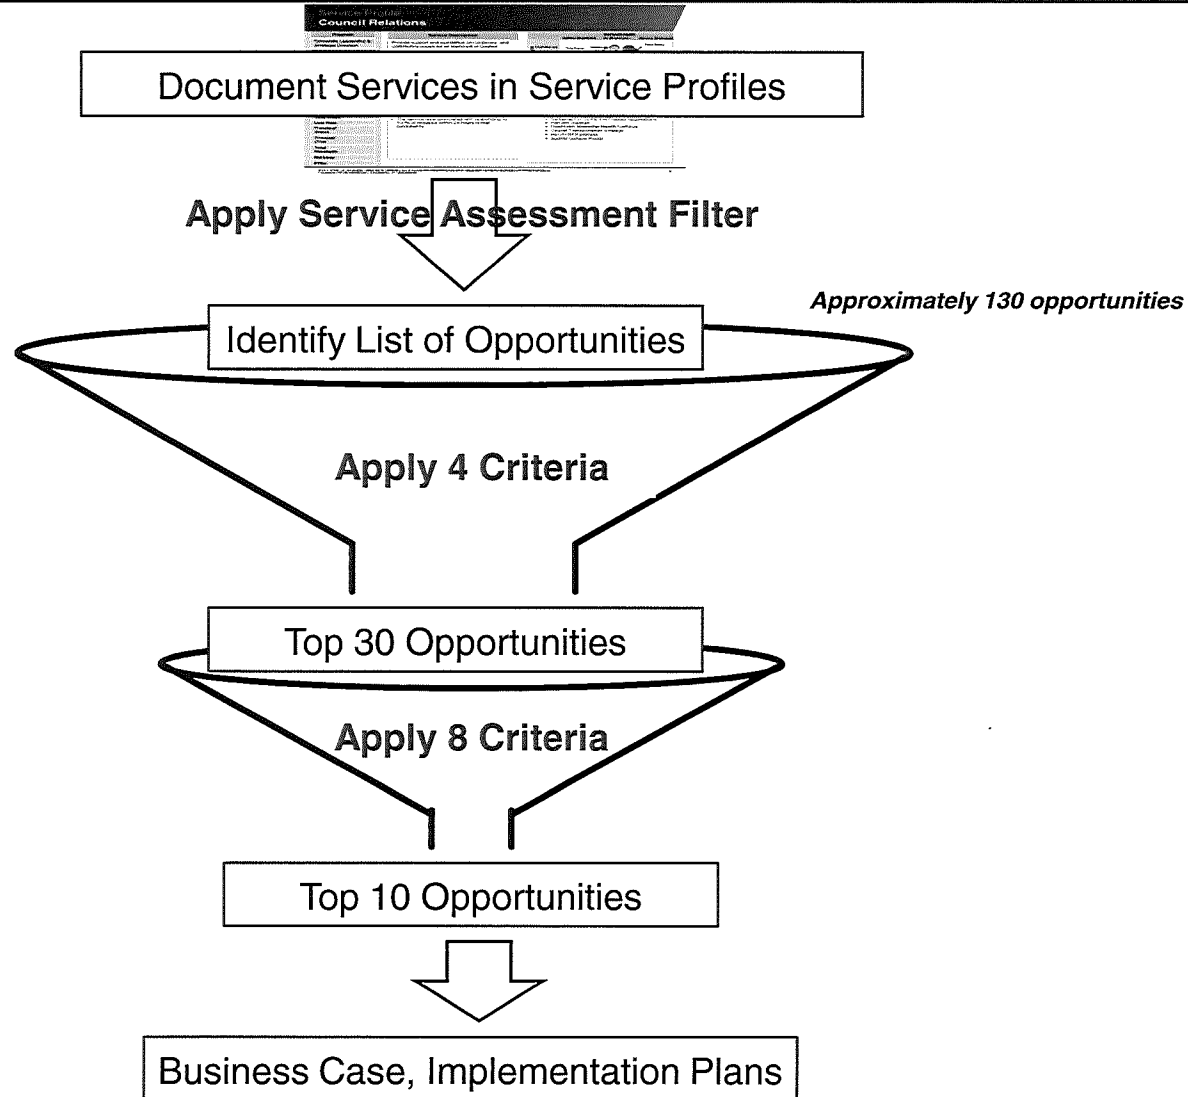 Service Profile
Council Relations
Document Services in Service Profiles
Apply Service Assessment Filter
Approximately 130 opportunities
Identify List of Opportunities
Apply 4 Criteria
Top 30 Opportunities
Apply 8 Criteria
Top 10 Opportunities
Business Case, Implementation Plans